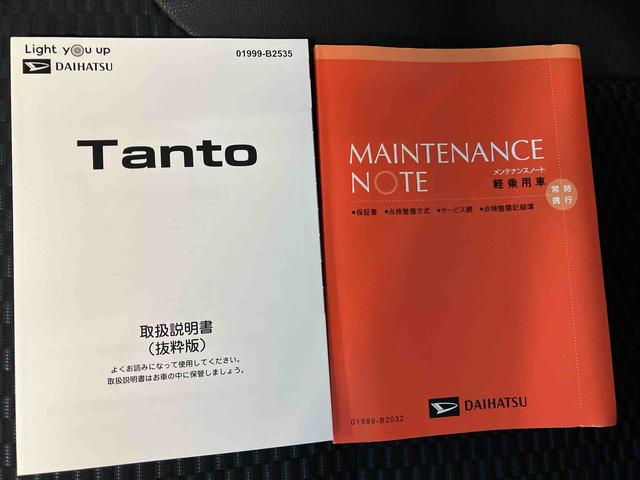 Light you up
DAIHATSU
01999-B2535
Tanto
取扱説明書
（抜粋版）
よくお読みになって使用してください。
取扱説明書はお車の中に保管しましょう。
MAINTENANCE
NOTE
メンテナンスノート
軽乗用車
常時
携行
●保証書 ●点検整備方式 ●サービス網 ●点検整備記録簿
DAIHATSU
01989-B2032